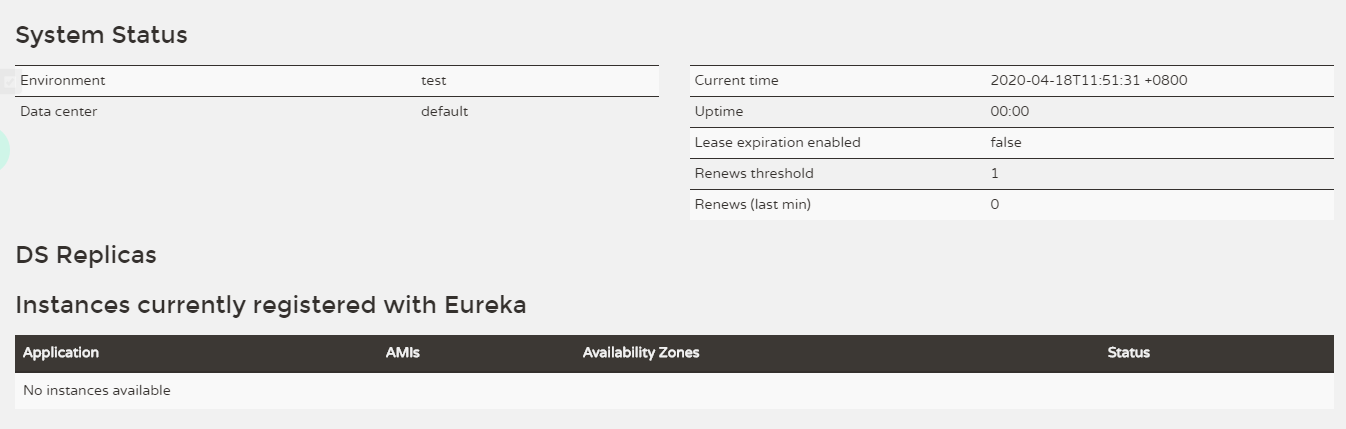 System Status
Environment test
Data center default
Current time 2020-04-18T11:51:31 +0800
Uptime 00:00
Lease expiration enabled false
Renews threshold 1
Renews (last min) 0
DS Replicas
Instances currently registered with Eureka
Application AMIs Availability Zones Status
No instances available